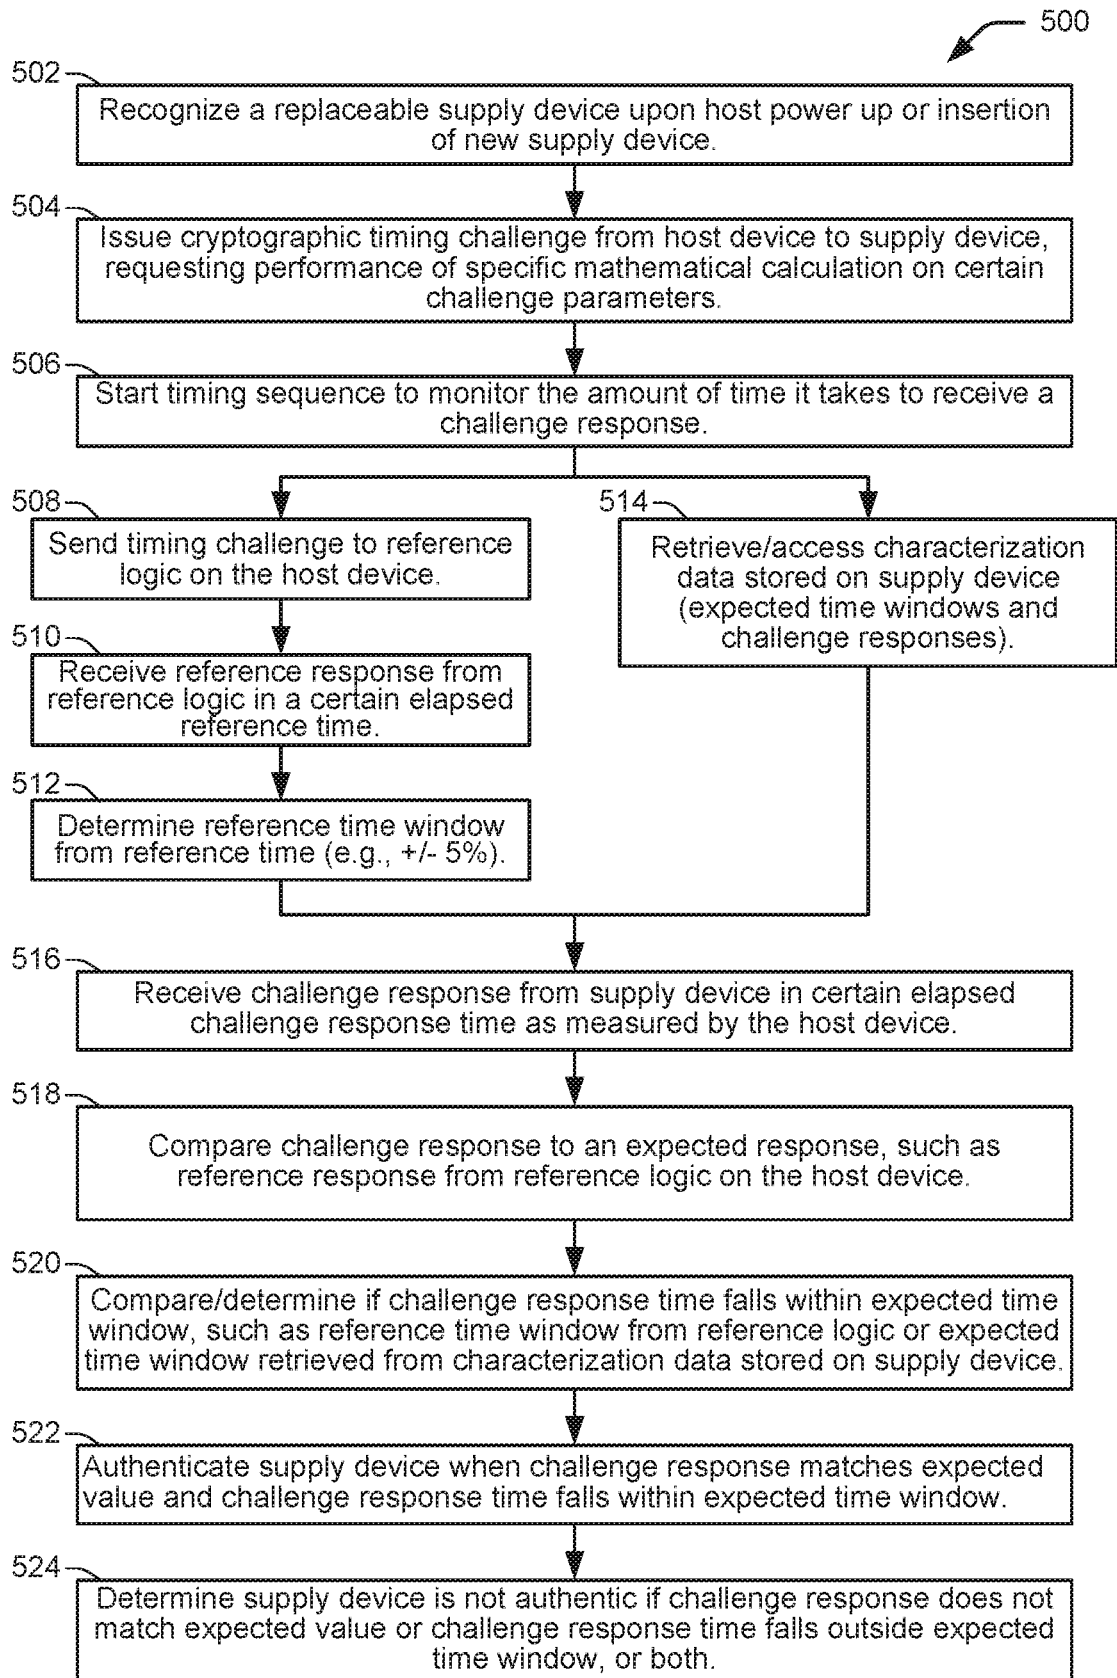 500
502
Recognize a replaceable supply device upon host power up or insertion
of new supply device.
504
Issue cryptographic timing challenge from host device to supply device,
requesting performance of specific mathematical calculation on certain
challenge parameters.
506
Start timing sequence to monitor the amount of time it takes to receive a
challenge response.
508
Send timing challenge to reference
logic on the host device.
510
Receive reference response from
reference logic in a certain elapsed
reference time.
512
Determine reference time window
from reference time (e.g., +/- 5%).
514
Retrieve/access characterization
data stored on supply device
(expected time windows and
challenge responses).
516
Receive challenge response from supply device in certain elapsed
challenge response time as measured by the host device.
518
Compare challenge response to an expected response, such as
reference response from reference logic on the host device.
520
Compare/determine if challenge response time falls within expected time
window, such as reference time window from reference logic or expected
time window retrieved from characterization data stored on supply device.
522
Authenticate supply device when challenge response matches expected
value and challenge response time falls within expected time window.
524
Determine supply device is not authentic if challenge response does not
match expected value or challenge response time falls outside expected
time window, or both.